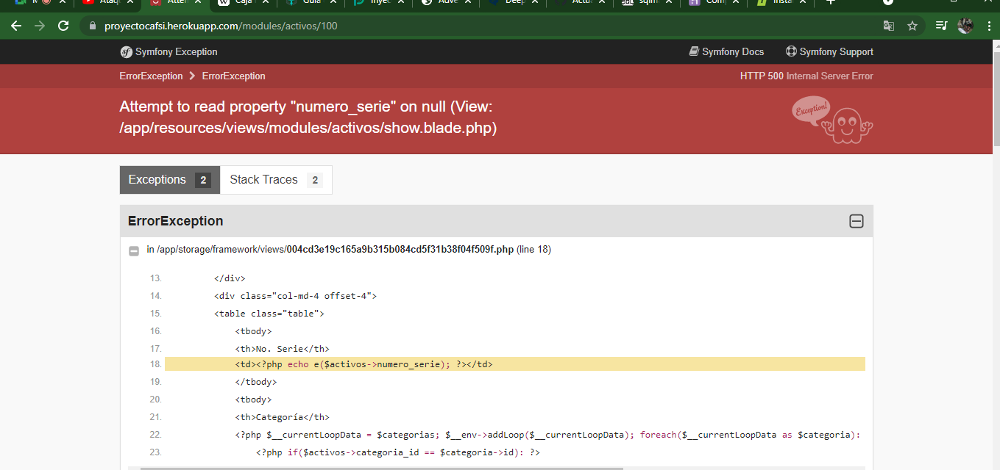 Ataq
Atten
Caja
Guía
Inyec
Adve
Deep
Actua
sqlm
Comp
Insta
proyectocafsi.herokuapp.com/modules/activos/100
Symfony Exception
Symfony Docs
Symfony Support
ErrorException
ErrorException
HTTP 500 Internal Server Error
Attempt to read property "numero_serie" on null (View:
/app/resources/views/modules/activos/show.blade.php)
Exception!
Exceptions 2
Stack Traces 2
ErrorException
in /app/storage/framework/views/004cd3e19c165a9b315b084cd5f31b38f04f509f.php (line 18)
13. </div>
14. <div class="col-md-4 offset-4">
15. <table class="table">
16. <tbody>
17. <th>No. Serie</th>
18. <td><?php echo e($activos->numero_serie); ?></td>
19. </tbody>
20. <tbody>
21. <th>Categoría</th>
22. <?php $__currentLoopData = $categorias; $__env->addLoop($__currentLoopData); foreach($__currentLoopData as $categoria):
23. <?php if($activos->categoria_id == $categoria->id): ?>